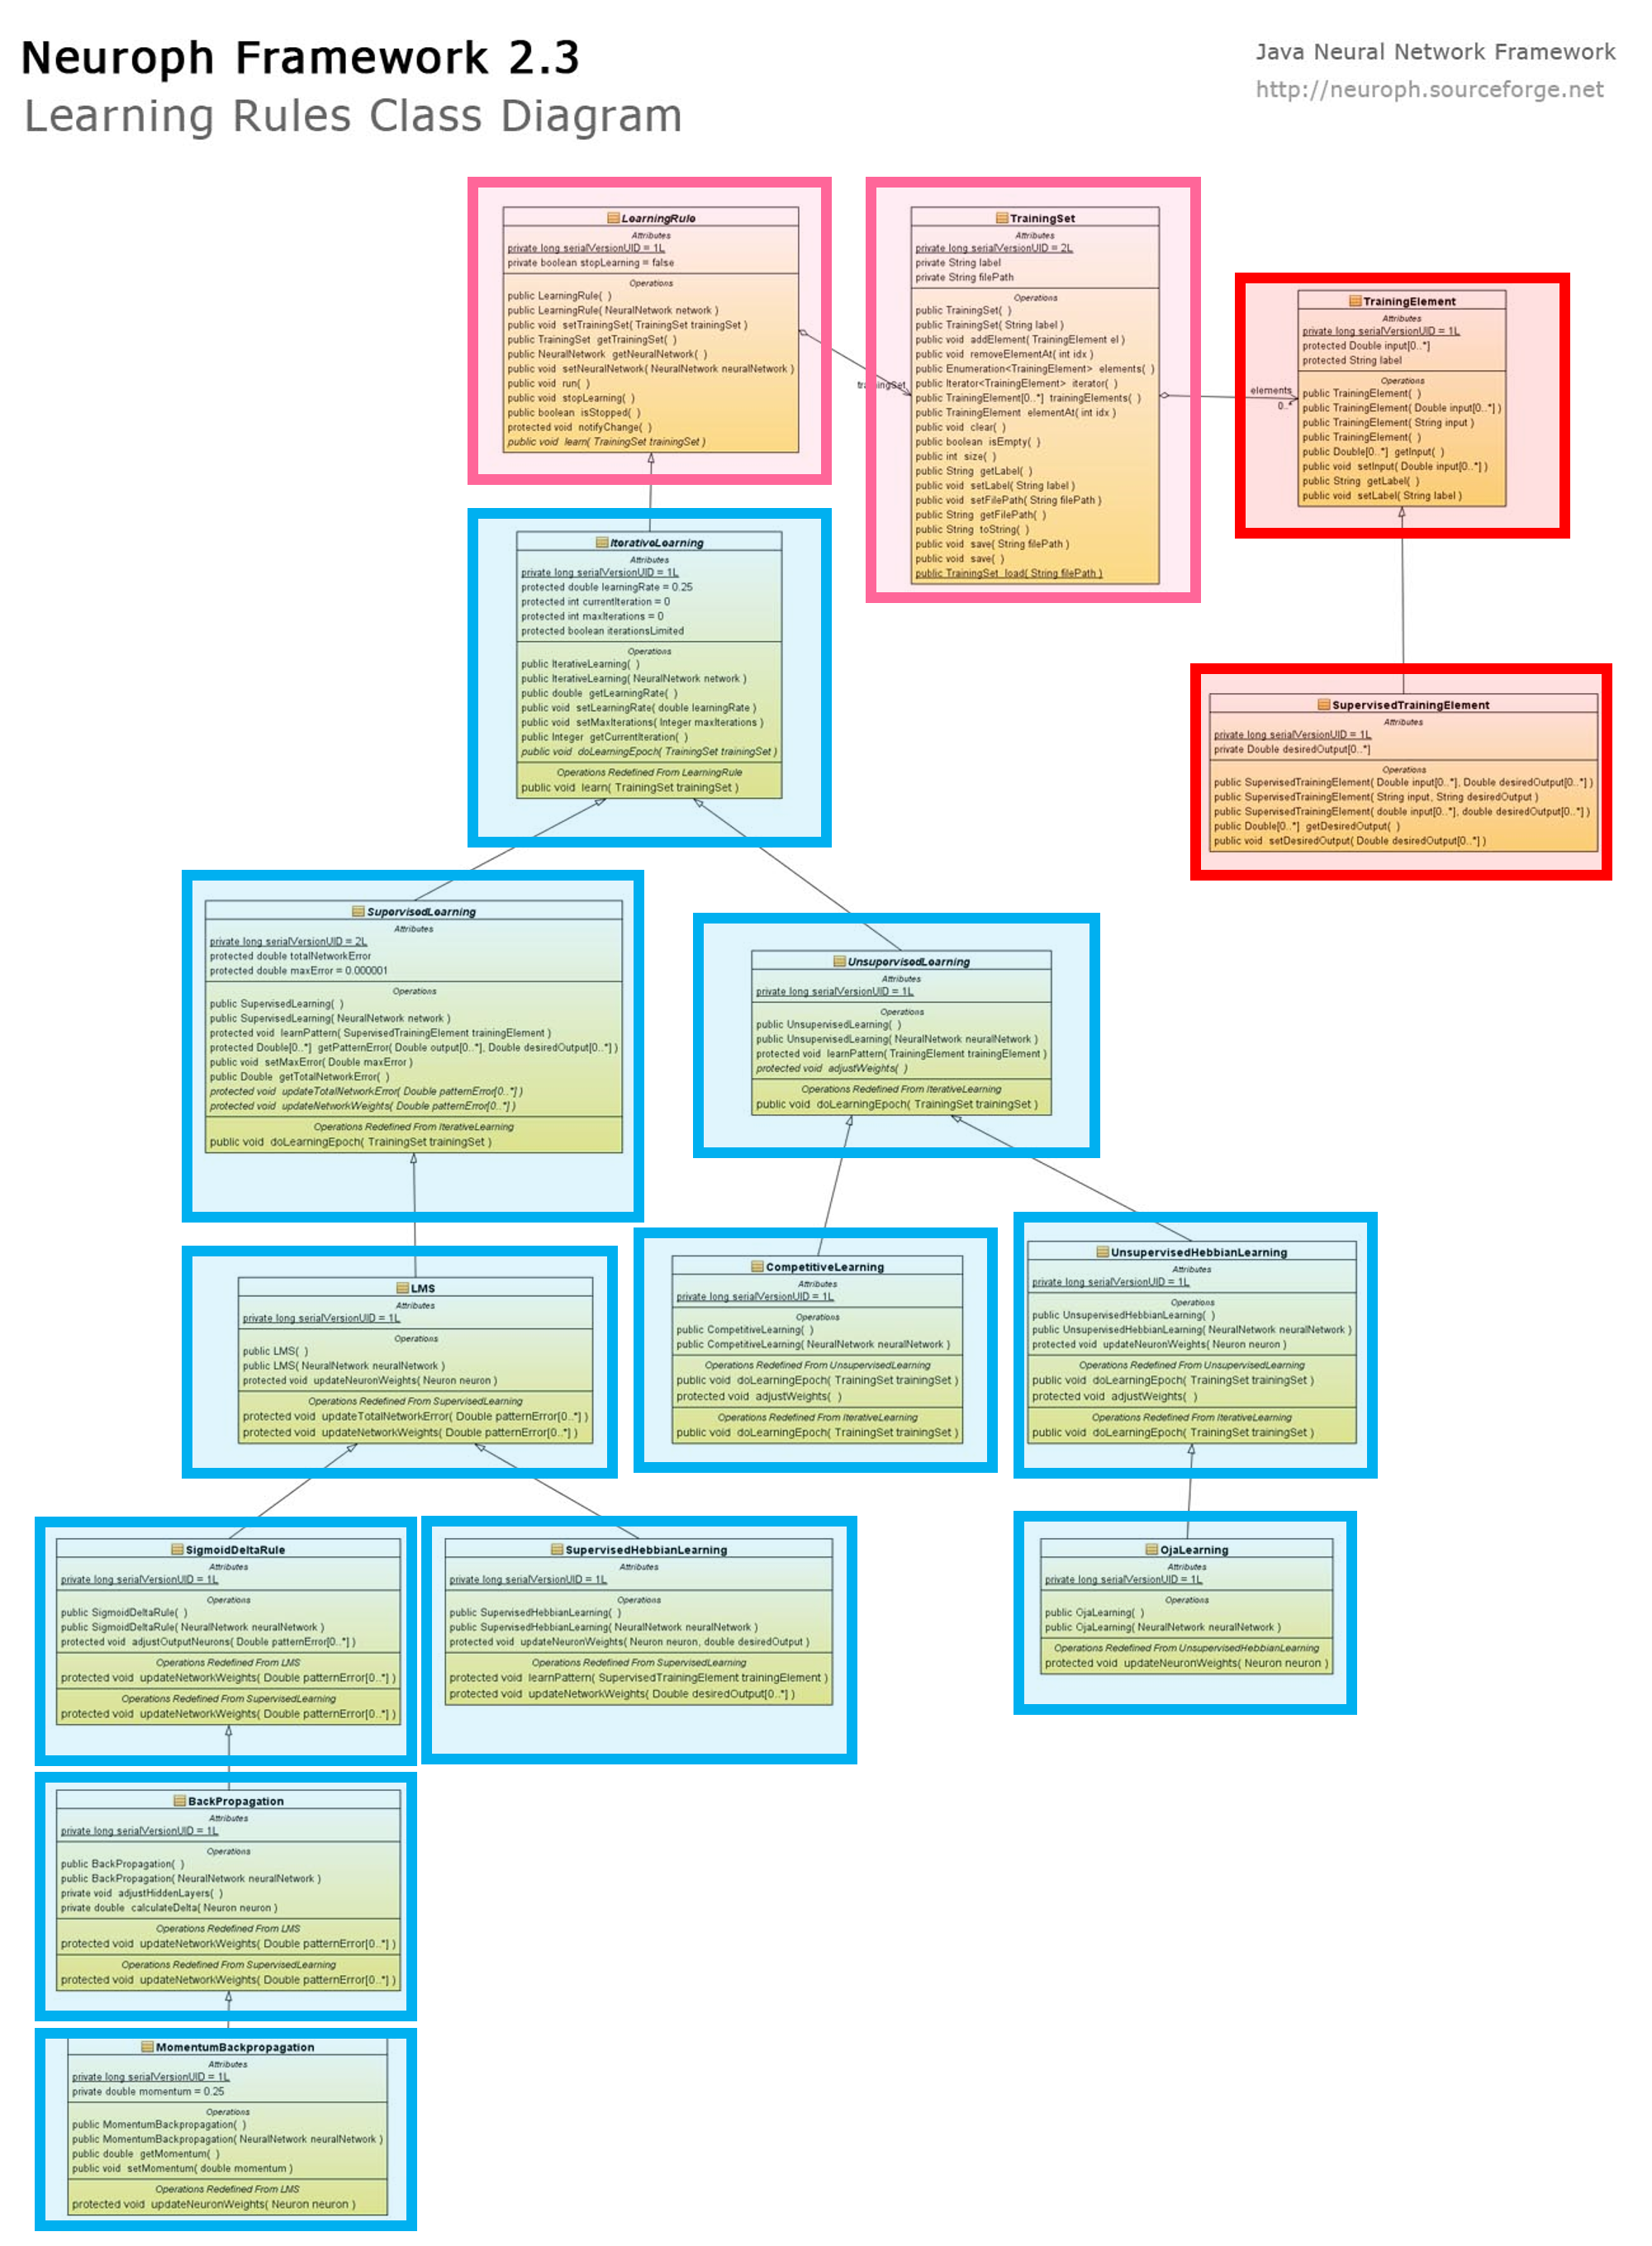 Neuroph Framework 2.3
Learning Rules Class Diagram
Java Neural Network Framework
http://neuroph.sourceforge.net
LearningRule
Attributes
private long serialVersionUID = 1L
private boolean stopLearning = false
Operations
public LearningRule( )
public LearningRule( NeuralNetwork network )
public void setTrainingSet( TrainingSet trainingSet )
public TrainingSet getTrainingSet( )
public NeuralNetwork getNeuralNetwork( )
public void setNeuralNetwork( NeuralNetwork neuralNetwork )
public void run( )
public void stopLearning( )
public boolean isStopped( )
protected void notifyChange( )
public void learn( TrainingSet trainingSet )
trainingSet
TrainingSet
Attributes
private long serialVersionUID = 2L
private String label
private String filePath
Operations
public TrainingSet( )
public TrainingSet( String label )
public void addElement( TrainingElement el )
public void removeElementAt( int idx )
public Enumeration<TrainingElement> elements( )
public Iterator<TrainingElement> iterator( )
public TrainingElement[0..*] trainingElements( )
public TrainingElement elementAt( int idx )
public void clear( )
public boolean isEmpty( )
public int size( )
public String getLabel( )
public void setLabel( String label )
public void setFilePath( String filePath )
public String getFilePath( )
public String toString( )
public void save( String filePath )
public void save( )
public TrainingSet load( String filePath )
elements
0..*
TrainingElement
Attributes
private long serialVersionUID = 1L
protected Double input[0..*]
protected String label
Operations
public TrainingElement( )
public TrainingElement( Double input[0..*] )
public TrainingElement( String input )
public TrainingElement( )
public Double[0..*] getInput( )
public void setInput( Double input[0..*] )
public String getLabel( )
public void setLabel( String label )
IterativeLearning
Attributes
private long serialVersionUID = 1L
protected double learningRate = 0.25
protected int currentIteration = 0
protected int maxIterations = 0
protected boolean iterationsLimited
Operations
public IterativeLearning( )
public IterativeLearning( NeuralNetwork network )
public double getLearningRate( )
public void setLearningRate( double learningRate )
public void setMaxIterations( Integer maxIterations )
public Integer getCurrentIteration( )
public void doLearningEpoch( TrainingSet trainingSet )
Operations Redefined From LearningRule
public void learn( TrainingSet trainingSet )
SupervisedTrainingElement
Attributes
private long serialVersionUID = 1L
private Double desiredOutput[0..*]
Operations
public SupervisedTrainingElement( Double input[0..*], Double desiredOutput[0..*] )
public SupervisedTrainingElement( String input, String desiredOutput )
public SupervisedTrainingElement( double input[0..*], double desiredOutput[0..*] )
public Double[0..*] getDesiredOutput( )
public void setDesiredOutput( Double desiredOutput[0..*] )
SupervisedLearning
Attributes
private long serialVersionUID = 2L
protected double totalNetworkError
protected double maxError = 0.000001
Operations
public SupervisedLearning( )
public SupervisedLearning( NeuralNetwork network )
protected void learnPattern( SupervisedTrainingElement trainingElement )
protected Double[0..*] getPatternError( Double output[0..*], Double desiredOutput[0..*] )
public void setMaxError( Double maxError )
public Double getTotalNetworkError( )
protected void updateTotalNetworkError( Double patternError[0..*] )
protected void updateNetworkWeights( Double patternError[0..*] )
Operations Redefined From IterativeLearning
public void doLearningEpoch( TrainingSet trainingSet )
UnsupervisedLearning
Attributes
private long serialVersionUID = 1L
Operations
public UnsupervisedLearning( )
public UnsupervisedLearning( NeuralNetwork neuralNetwork )
protected void learnPattern( TrainingElement trainingElement )
protected void adjustWeights( )
Operations Redefined From IterativeLearning
public void doLearningEpoch( TrainingSet trainingSet )
LMS
Attributes
private long serialVersionUID = 1L
Operations
public LMS( )
public LMS( NeuralNetwork neuralNetwork )
protected void updateNeuronWeights( Neuron neuron )
Operations Redefined From SupervisedLearning
protected void updateTotalNetworkError( Double patternError[0..*] )
protected void updateNetworkWeights( Double patternError[0..*] )
CompetitiveLearning
Attributes
private long serialVersionUID = 1L
Operations
public CompetitiveLearning( )
public CompetitiveLearning( NeuralNetwork neuralNetwork )
Operations Redefined From UnsupervisedLearning
public void doLearningEpoch( TrainingSet trainingSet )
protected void adjustWeights( )
Operations Redefined From IterativeLearning
public void doLearningEpoch( TrainingSet trainingSet )
UnsupervisedHebbianLearning
Attributes
private long serialVersionUID = 1L
Operations
public UnsupervisedHebbianLearning( )
public UnsupervisedHebbianLearning( NeuralNetwork neuralNetwork )
protected void updateNeuronWeights( Neuron neuron )
Operations Redefined From UnsupervisedLearning
public void doLearningEpoch( TrainingSet trainingSet )
protected void adjustWeights( )
Operations Redefined From IterativeLearning
public void doLearningEpoch( TrainingSet trainingSet )
SigmoidDeltaRule
Attributes
private long serialVersionUID = 1L
Operations
public SigmoidDeltaRule( )
public SigmoidDeltaRule( NeuralNetwork neuralNetwork )
protected void adjustOutputNeurons( Double patternError[0..*] )
Operations Redefined From LMS
protected void updateNetworkWeights( Double patternError[0..*] )
Operations Redefined From SupervisedLearning
protected void updateNetworkWeights( Double patternError[0..*] )
SupervisedHebbianLearning
Attributes
private long serialVersionUID = 1L
Operations
public SupervisedHebbianLearning( )
public SupervisedHebbianLearning( NeuralNetwork neuralNetwork )
protected void updateNeuronWeights( Neuron neuron, double desiredOutput )
Operations Redefined From SupervisedLearning
protected void learnPattern( SupervisedTrainingElement trainingElement )
protected void updateNetworkWeights( Double desiredOutput[0..*] )
OjaLearning
Attributes
private long serialVersionUID = 1L
Operations
public OjaLearning( )
public OjaLearning( NeuralNetwork neuralNetwork )
Operations Redefined From UnsupervisedHebbianLearning
protected void updateNeuronWeights( Neuron neuron )
BackPropagation
Attributes
private long serialVersionUID = 1L
Operations
public BackPropagation( )
public BackPropagation( NeuralNetwork neuralNetwork )
private void adjustHiddenLayers( )
private double calculateDelta( Neuron neuron )
Operations Redefined From LMS
protected void updateNetworkWeights( Double patternError[0..*] )
Operations Redefined From SupervisedLearning
protected void updateNetworkWeights( Double patternError[0..*] )
MomentumBackpropagation
Attributes
private long serialVersionUID = 1L
private double momentum = 0.25
Operations
public MomentumBackpropagation( )
public MomentumBackpropagation( NeuralNetwork neuralNetwork )
public double getMomentum( )
public void setMomentum( double momentum )
Operations Redefined From LMS
protected void updateNeuronWeights( Neuron neuron )